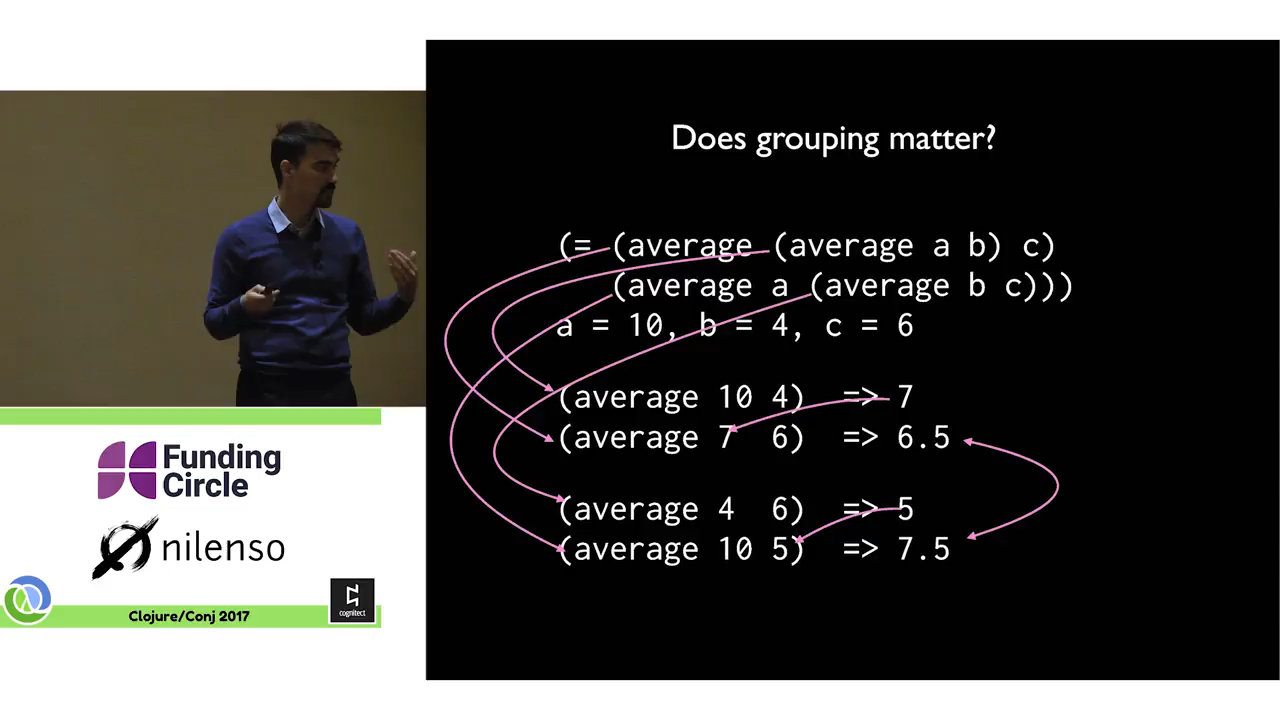 Does grouping matter?
(= (average (average a b) c)
(average a (average b c)))
a = 10, b = 4, c = 6
(average 10 4) => 7
(average 7 6) => 6.5
(average 4 6) => 5
(average 10 5) => 7.5
Funding
Circle
nilenso
Clojure/Conj 2017
cognitect